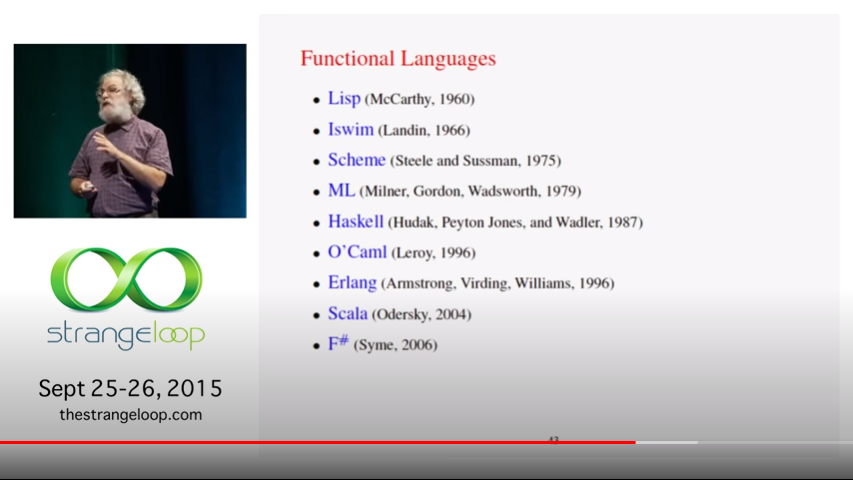 Functional Languages
• Lisp (McCarthy, 1960)
• Iswim (Landin, 1966)
• Scheme (Steele and Sussman, 1975)
• ML (Milner, Gordon, Wadsworth, 1979)
• Haskell (Hudak, Peyton Jones, and Wadler, 1987)
• O'Caml (Leroy, 1996)
• Erlang (Armstrong, Virding, Williams, 1996)
• Scala (Odersky, 2004)
• F# (Syme, 2006)
43
strangeloop
Sept 25-26, 2015
thestrangeloop.com